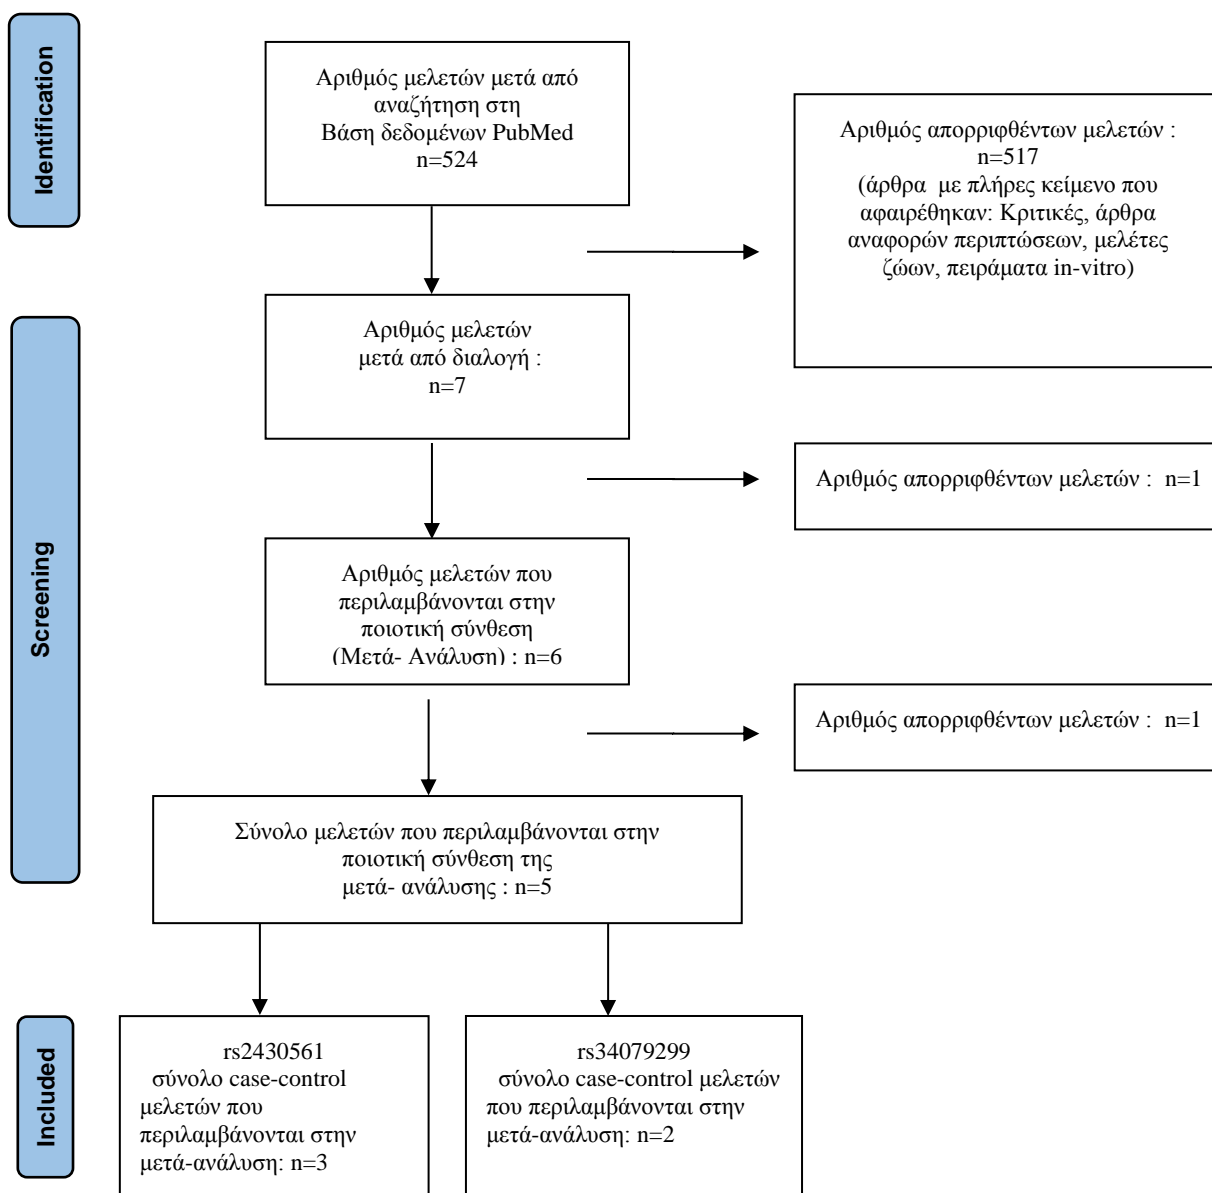 Identification
Αριθμός μελετών μετά από
αναζήτηση στη
Βάση δεδομένων PubMed
n=524
Αριθμός απορριφθέντων μελετών :
n=517
(άρθρα με πλήρες κείμενο που
αφαιρέθηκαν: Κριτικές, άρθρα
αναφορών περιπτώσεων, μελέτες
ζώων, πειράματα in-vitro)
Screening
Αριθμός μελετών
μετά από διαλογή :
n=7
Αριθμός απορριφθέντων μελετών : n=1
Αριθμός μελετών που
περιλαμβάνονται στην
ποιοτική σύνθεση
(Μετά- Ανάλυση) : n=6
Αριθμός απορριφθέντων μελετών : n=1
Σύνολο μελετών που περιλαμβάνονται στην
ποιοτική σύνθεση της
μετά- ανάλυσης : n=5
Included
rs2430561
σύνολο case-control
μελετών που
περιλαμβάνονται στην
μετά-ανάλυση: n=3
rs34079299
σύνολο case-control μελετών
που περιλαμβάνονται στην
μετά-ανάλυση: n=2